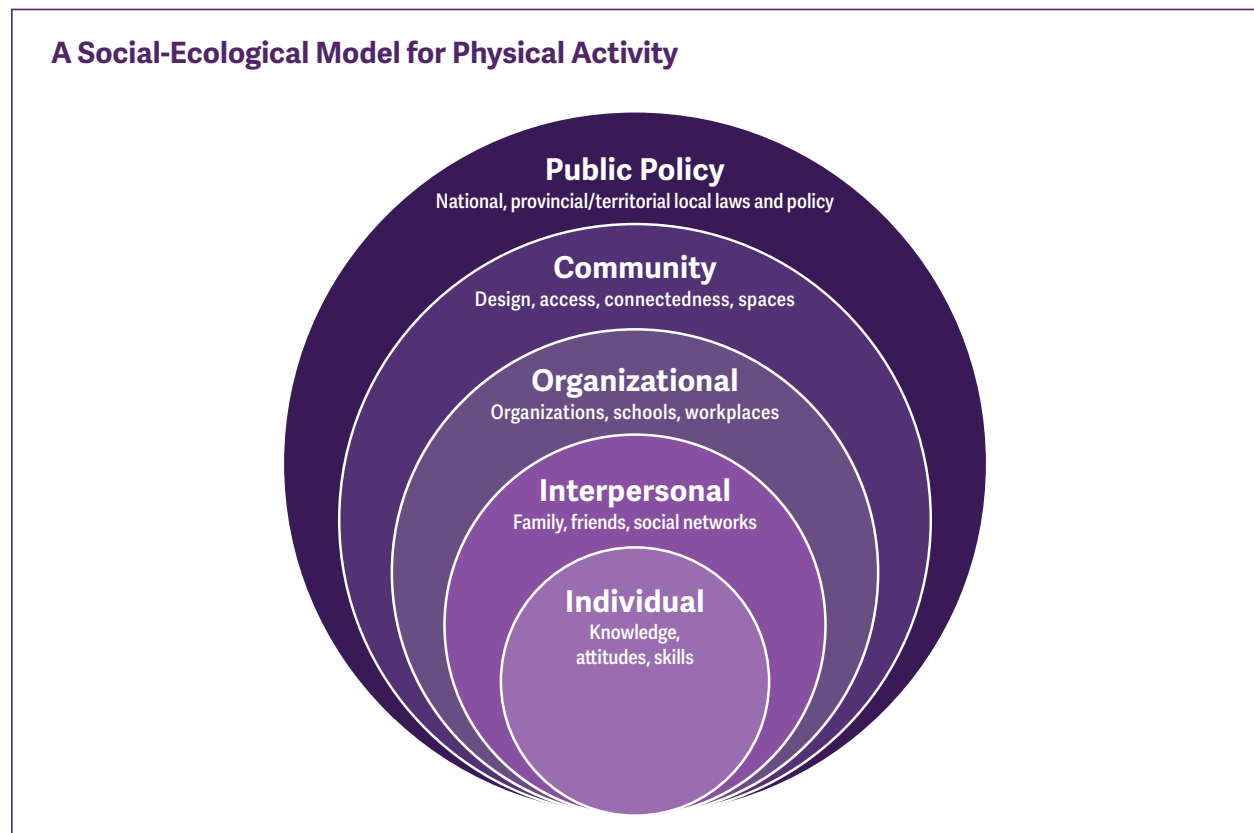 A Social-Ecological Model for Physical Activity
Public Policy
National, provincial/territorial local laws and policy
Community
Design, access, connectedness, spaces
Organizational
Organizations, schools, workplaces
Interpersonal
Family, friends, social networks
Individual
Knowledge,
attitudes, skills